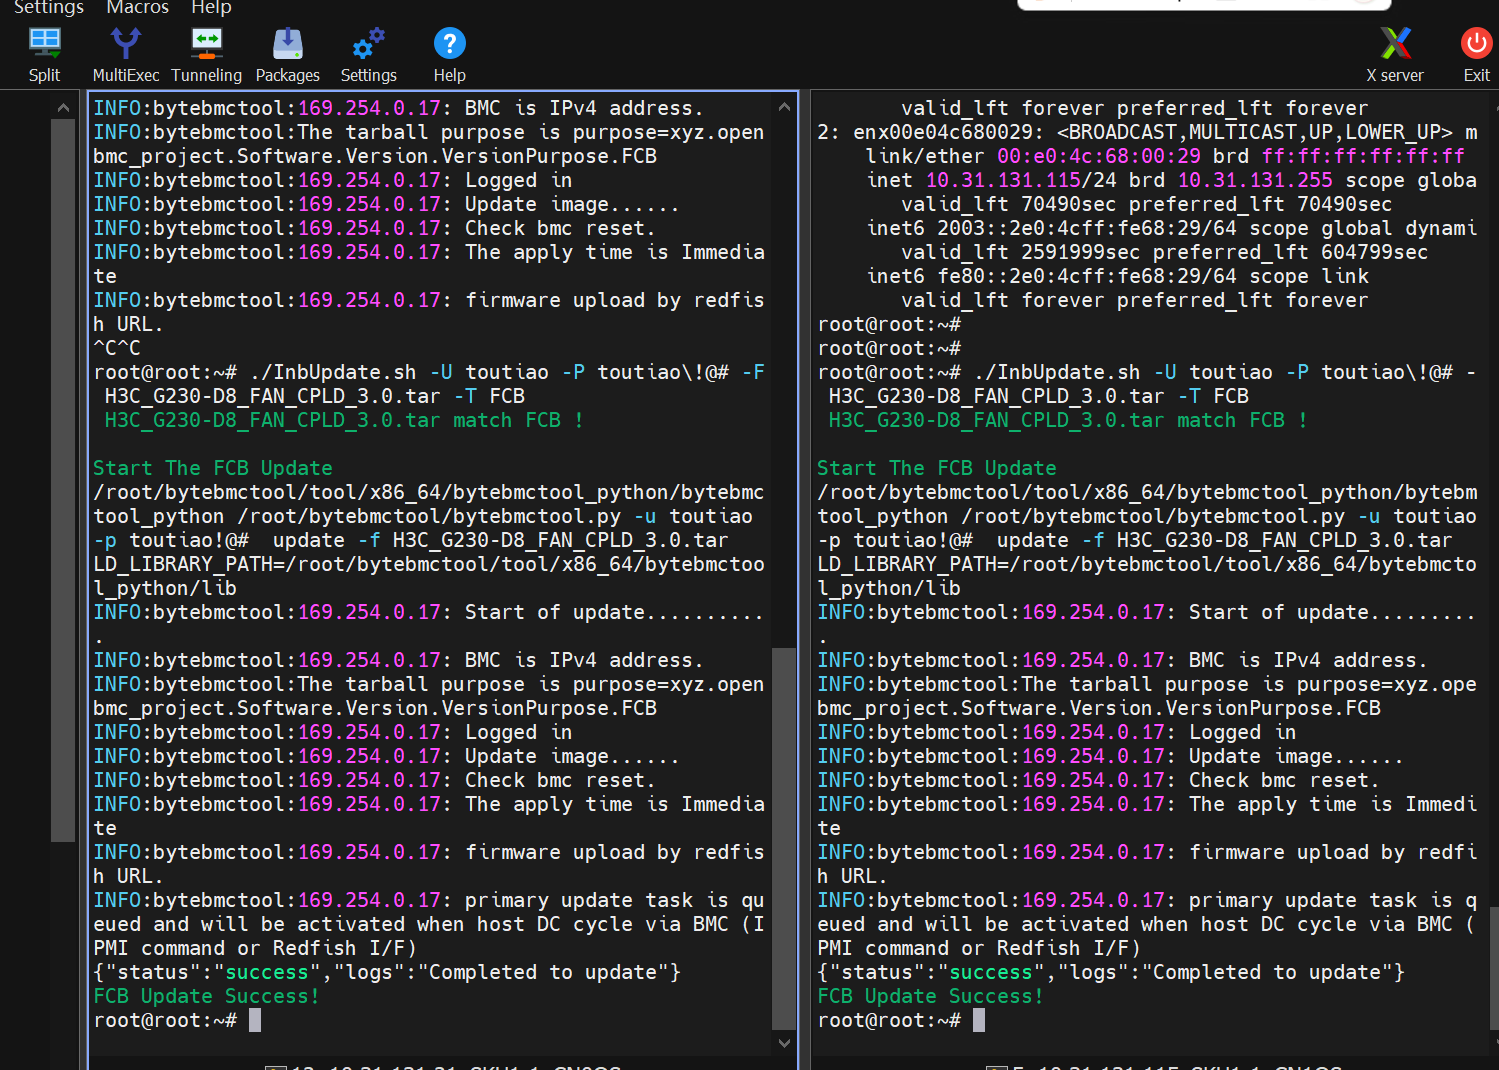 Settings Macros Help
Split MultiExec Tunneling Packages Settings Help X server Exit
INFO:bytebmctool:169.254.0.17: BMC is IPv4 address.
INFO:bytebmctool:The tarball purpose is purpose=xyz.open
bmc_project.Software.Version.VersionPurpose.FCB
INFO:bytebmctool:169.254.0.17: Logged in
INFO:bytebmctool:169.254.0.17: Update image......
INFO:bytebmctool:169.254.0.17: Check bmc reset.
INFO:bytebmctool:169.254.0.17: The apply time is Immedia
te
INFO:bytebmctool:169.254.0.17: firmware upload by redfis
h URL.
^C^C
root@root:~# ./InbUpdate.sh -U toutiao -P toutiao\!@# -F
H3C_G230-D8_FAN_CPLD_3.0.tar -T FCB
H3C_G230-D8_FAN_CPLD_3.0.tar match FCB !
Start The FCB Update
/root/bytebmctool/tool/x86_64/bytebmctool_python/bytebmc
tool_python /root/bytebmctool/bytebmctool.py -u toutiao
-p toutiao!@#  update -f H3C_G230-D8_FAN_CPLD_3.0.tar
LD_LIBRARY_PATH=/root/bytebmctool/tool/x86_64/bytebmctoo
l_python/lib
INFO:bytebmctool:169.254.0.17: Start of update..........
.
INFO:bytebmctool:169.254.0.17: BMC is IPv4 address.
INFO:bytebmctool:The tarball purpose is purpose=xyz.open
bmc_project.Software.Version.VersionPurpose.FCB
INFO:bytebmctool:169.254.0.17: Logged in
INFO:bytebmctool:169.254.0.17: Update image......
INFO:bytebmctool:169.254.0.17: Check bmc reset.
INFO:bytebmctool:169.254.0.17: The apply time is Immedia
te
INFO:bytebmctool:169.254.0.17: firmware upload by redfis
h URL.
INFO:bytebmctool:169.254.0.17: primary update task is qu
eued and will be activated when host DC cycle via BMC (I
PMI command or Redfish I/F)
{"status":"success","logs":"Completed to update"}
FCB Update Success!
root@root:~#
valid_lft forever preferred_lft forever
2: enx00e04c680029: <BROADCAST,MULTICAST,UP,LOWER_UP> m
link/ether 00:e0:4c:68:00:29 brd ff:ff:ff:ff:ff:ff
inet 10.31.131.115/24 brd 10.31.131.255 scope globa
valid_lft 70490sec preferred_lft 70490sec
inet6 2003::2e0:4cff:fe68:29/64 scope global dynami
valid_lft 2591999sec preferred_lft 604799sec
inet6 fe80::2e0:4cff:fe68:29/64 scope link
valid_lft forever preferred_lft forever
root@root:~#
root@root:~#
root@root:~# ./InbUpdate.sh -U toutiao -P toutiao\!@# -
H3C_G230-D8_FAN_CPLD_3.0.tar -T FCB
H3C_G230-D8_FAN_CPLD_3.0.tar match FCB !
Start The FCB Update
/root/bytebmctool/tool/x86_64/bytebmctool_python/bytebm
tool_python /root/bytebmctool/bytebmctool.py -u toutiao
-p toutiao!@#  update -f H3C_G230-D8_FAN_CPLD_3.0.tar
LD_LIBRARY_PATH=/root/bytebmctool/tool/x86_64/bytebmcto
l_python/lib
INFO:bytebmctool:169.254.0.17: Start of update.........
.
INFO:bytebmctool:169.254.0.17: BMC is IPv4 address.
INFO:bytebmctool:The tarball purpose is purpose=xyz.ope
bmc_project.Software.Version.VersionPurpose.FCB
INFO:bytebmctool:169.254.0.17: Logged in
INFO:bytebmctool:169.254.0.17: Update image......
INFO:bytebmctool:169.254.0.17: Check bmc reset.
INFO:bytebmctool:169.254.0.17: The apply time is Immedi
te
INFO:bytebmctool:169.254.0.17: firmware upload by redfi
h URL.
INFO:bytebmctool:169.254.0.17: primary update task is q
eued and will be activated when host DC cycle via BMC (
PMI command or Redfish I/F)
{"status":"success","logs":"Completed to update"}
FCB Update Success!
root@root:~#